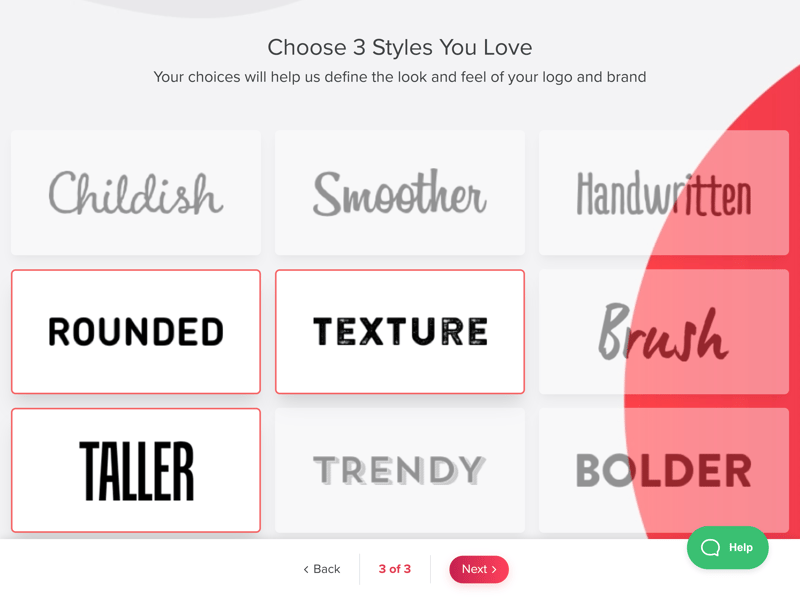 Choose 3 Styles You Love
Your choices will help us define the look and feel of your logo and brand
Childish
Smoother
Handwritten
ROUNDED
TEXTURE
Brush
TALLER
TRENDY
BOLDER
Back
3 of 3
Next
Help